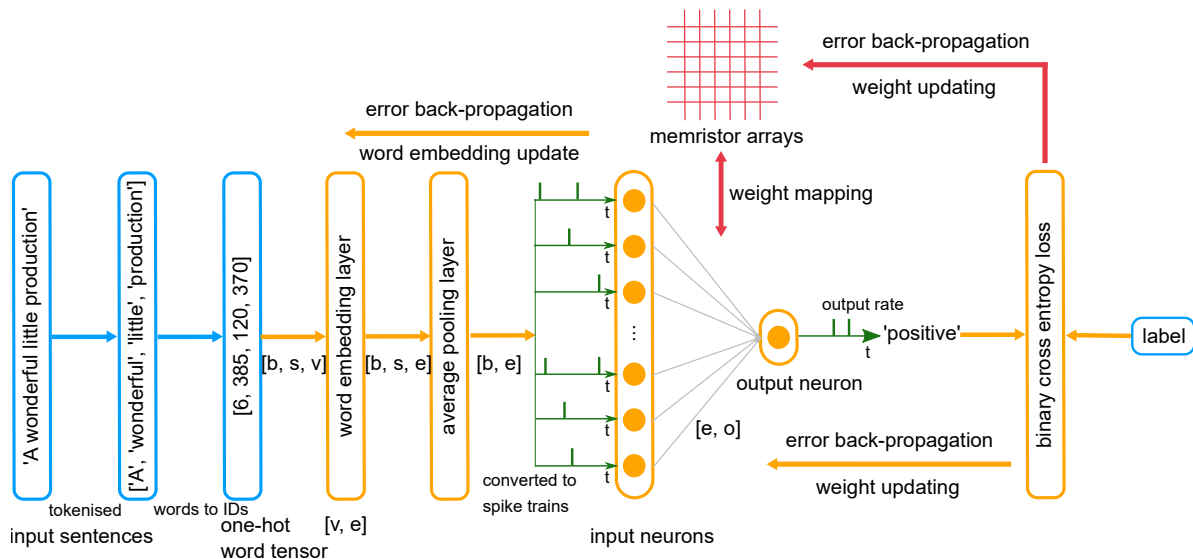 error back-propagation
weight updating
memristor arrays
error back-propagation
word embedding update
weight mapping
'A wonderful little production'
['A', 'wonderful', 'little', 'production']
[6, 385, 120, 370]
word embedding layer
average pooling layer
t
t
t
...
t
t
t
[b, s, v]
[b, s, e]
[b, e]
output rate
t
'positive'
output neuron
binary cross entropy loss
label
[e, o]
error back-propagation
weight updating
tokenised
words to IDs
input sentences
one-hot
word tensor
[v, e]
converted to
spike trains
input neurons